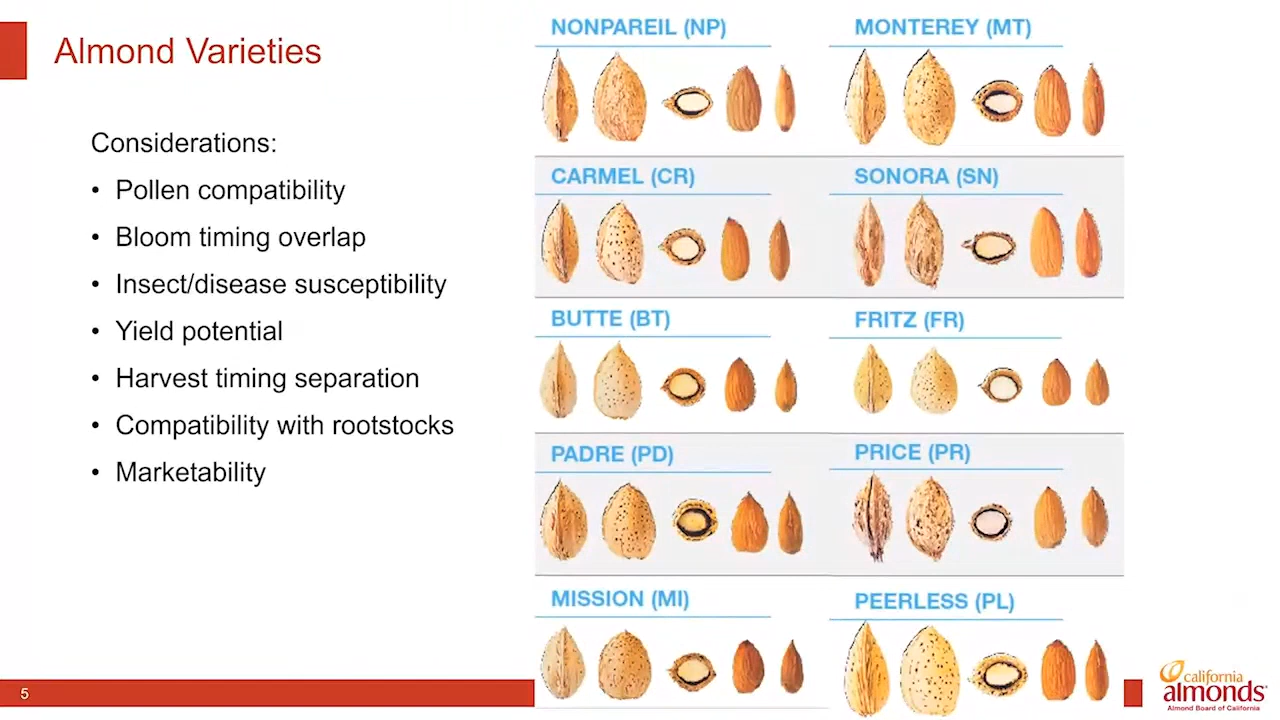 Almond Varieties
Considerations:
• Pollen compatibility
• Bloom timing overlap
• Insect/disease susceptibility
• Yield potential
• Harvest timing separation
• Compatibility with rootstocks
• Marketability
NONPAREIL (NP)
MONTEREY (MT)
CARMEL (CR)
SONORA (SN)
BUTTE (BT)
FRITZ (FR)
PADRE (PD)
PRICE (PR)
MISSION (MI)
PEERLESS (PL)
5
california
almonds®
Almond Board of California